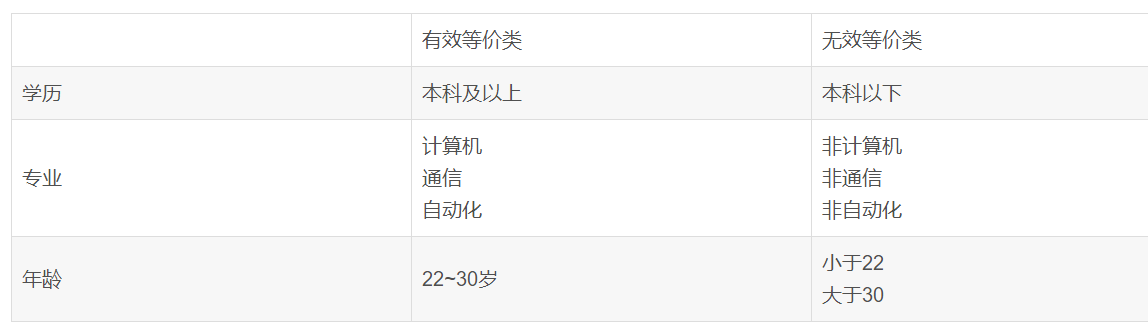 有效等价类
无效等价类
学历
本科及以上
本科以下
专业
计算机
通信
自动化
非计算机
非通信
非自动化
年龄
22~30岁
小于22
大于30